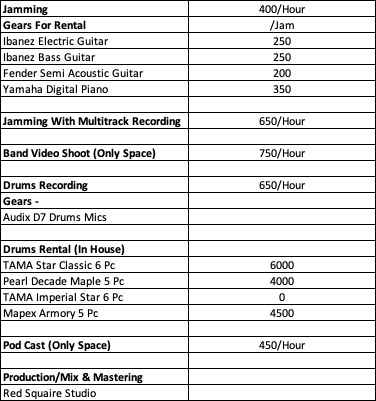 Jamming 400/Hour
Gears For Rental /Jam
Ibanez Electric Guitar 250
Ibanez Bass Guitar 250
Fender Semi Acoustic Guitar 200
Yamaha Digital Piano 350
Jamming With Multitrack Recording 650/Hour
Band Video Shoot (Only Space) 750/Hour
Drums Recording 650/Hour
Gears -
Audix D7 Drums Mics
Drums Rental (In House)
TAMA Star Classic 6 Pc 6000
Pearl Decade Maple 5 Pc 4000
TAMA Imperial Star 6 Pc 0
Mapex Armory 5 Pc 4500
Pod Cast (Only Space) 450/Hour
Production/Mix & Mastering
Red Squaire Studio